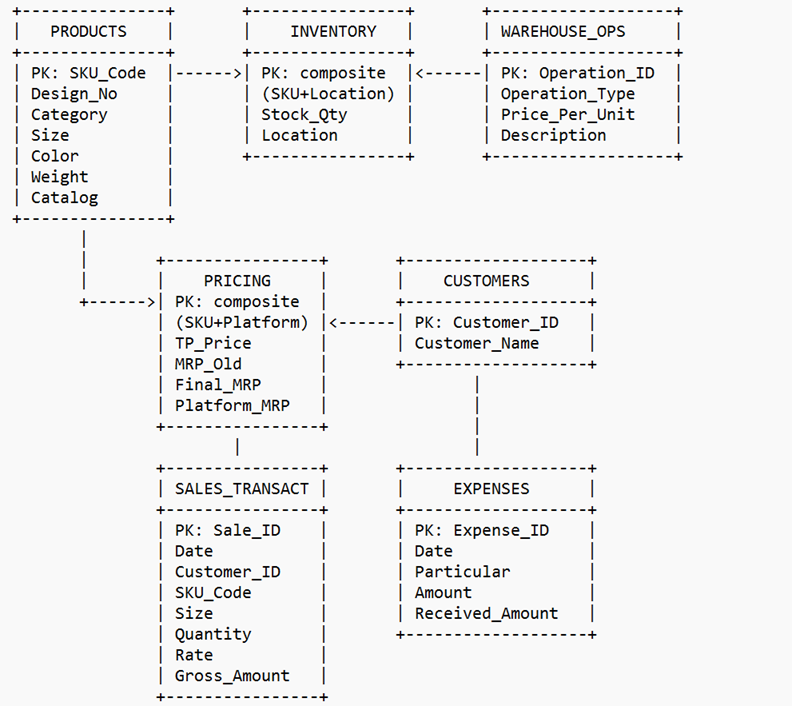 PRODUCTS
PK: SKU_Code
Design_No
Category
Size
Color
Weight
Catalog
INVENTORY
PK: composite
(SKU+Location)
Stock_Qty
Location
WAREHOUSE_OPS
PK: Operation_ID
Operation_Type
Price_Per_Unit
Description
PRICING
PK: composite
(SKU+Platform)
TP_Price
MRP_Old
Final_MRP
Platform_MRP
CUSTOMERS
PK: Customer_ID
Customer_Name
SALES_TRANSACT
PK: Sale_ID
Date
Customer_ID
SKU_Code
Size
Quantity
Rate
Gross_Amount
EXPENSES
PK: Expense_ID
Date
Particular
Amount
Received_Amount